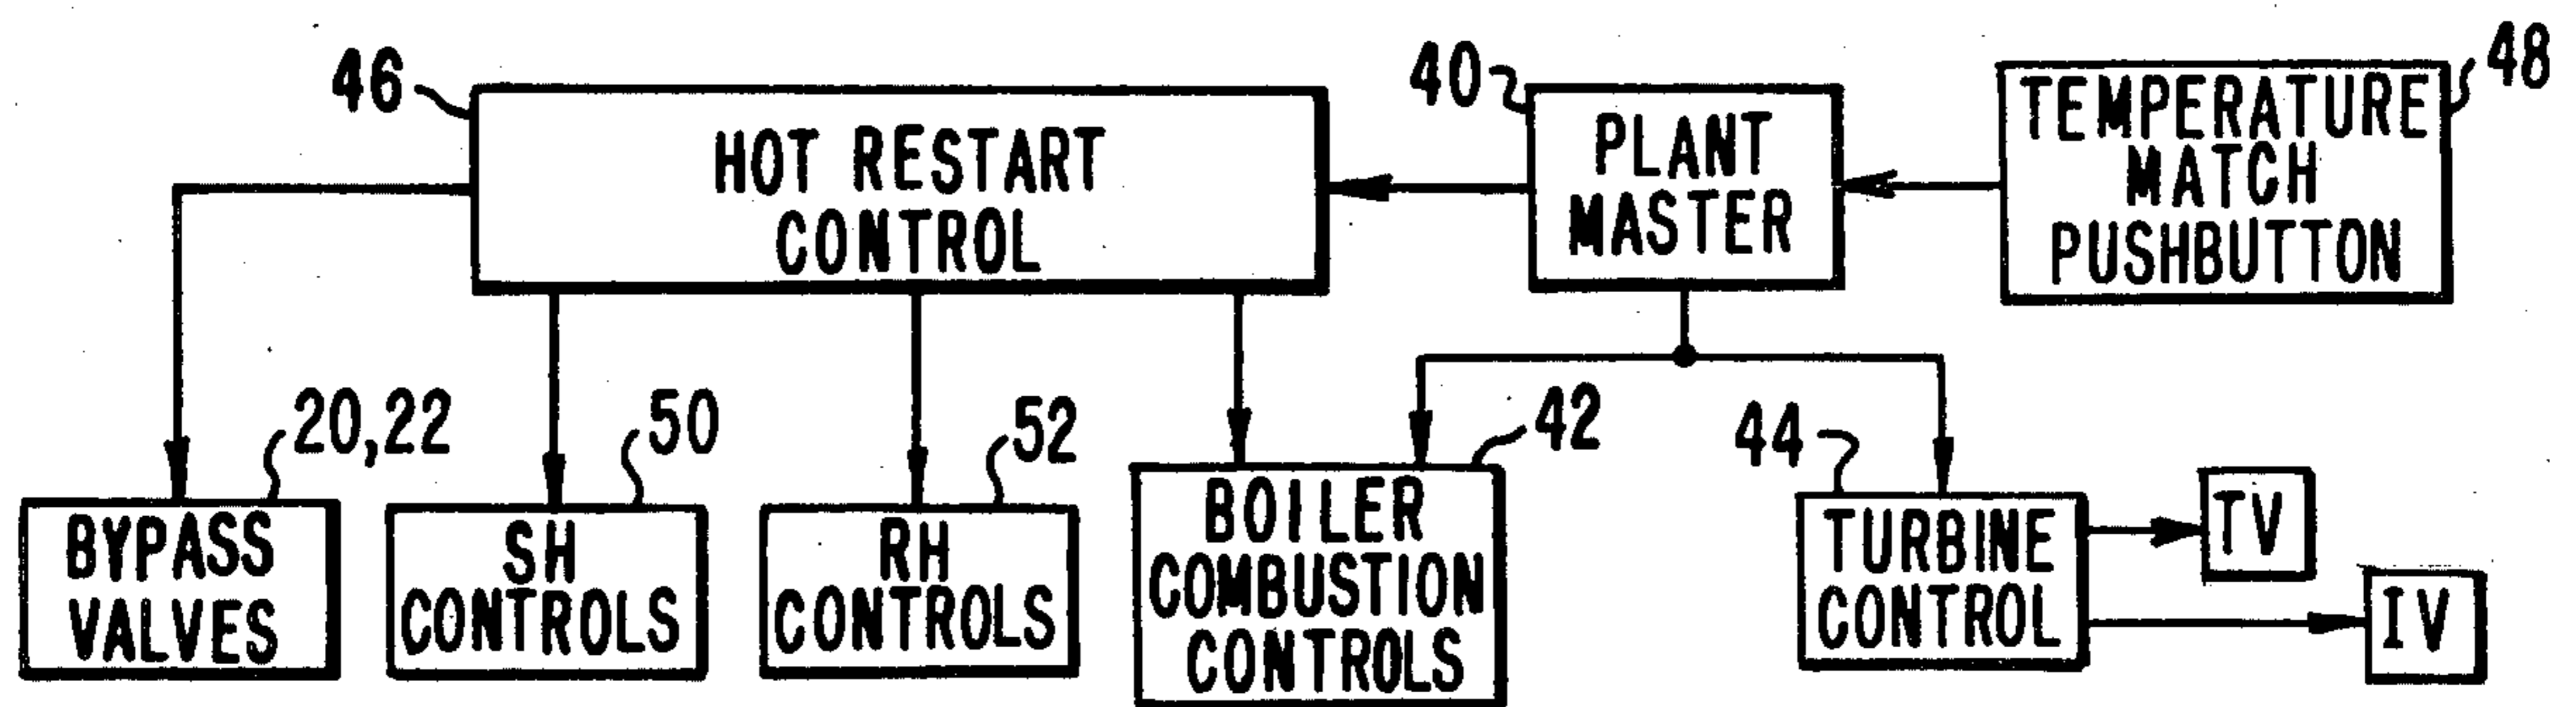 46
HOT RESTART
CONTROL
40
PLANT
MASTER
48
TEMPERATURE
MATCH
PUSHBUTTON
20,22
BYPASS
VALVES
50
SH
CONTROLS
52
RH
CONTROLS
42
BOILER
COMBUSTION
CONTROLS
44
TURBINE
CONTROL
TV
IV